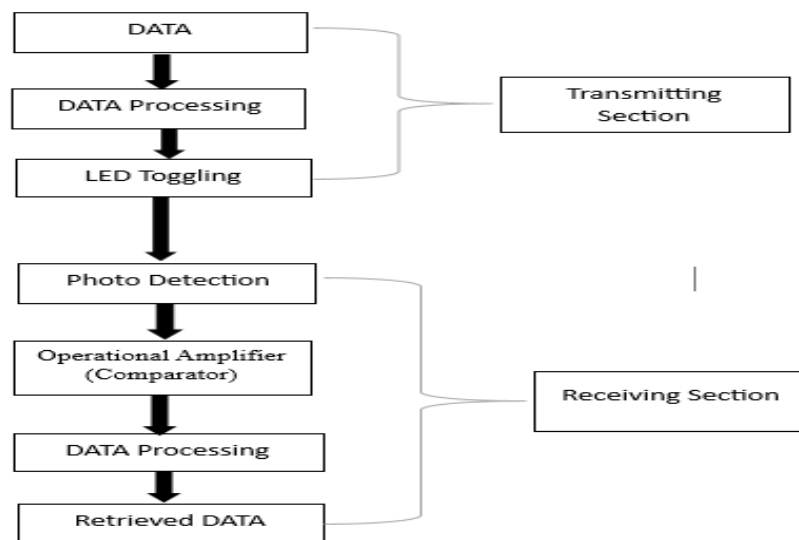 DATA
DATA Processing
LED Toggling
Transmitting
Section
Photo Detection
Operational Amplifier
(Comparator)
DATA Processing
Retrieved DATA
Receiving Section